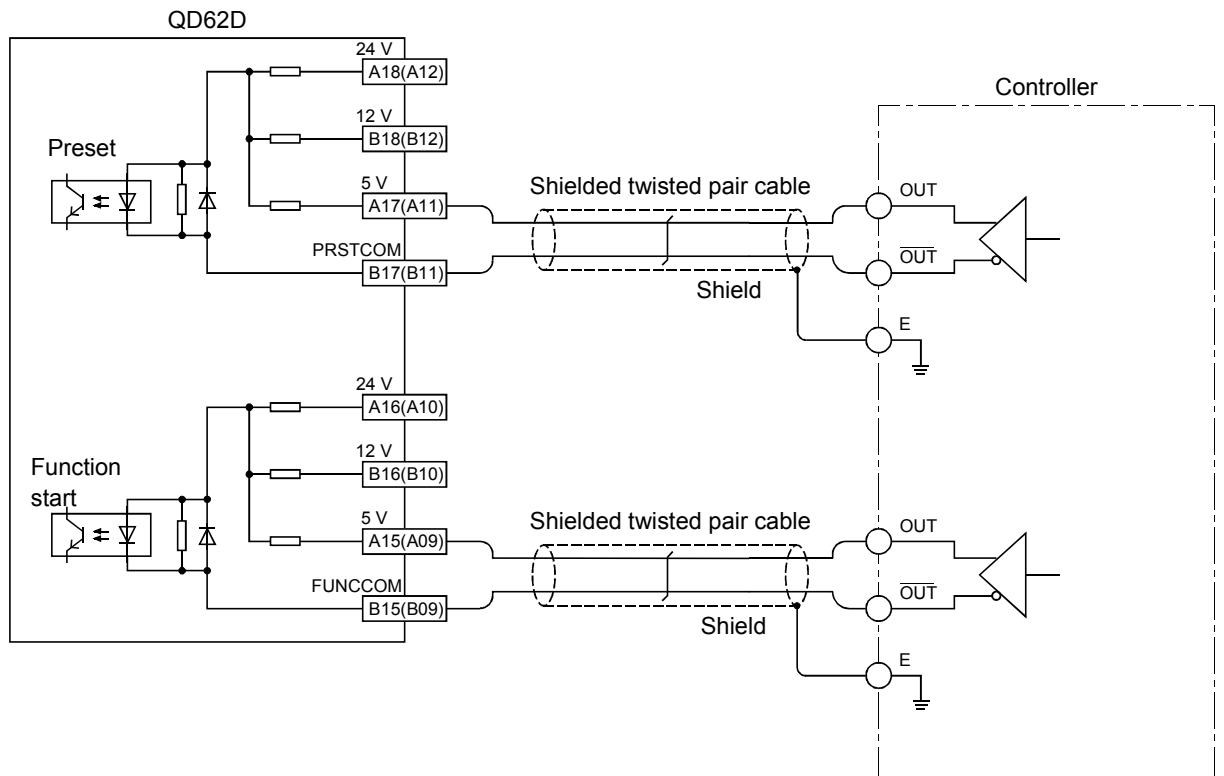 QD62D
24 V
A18(A12)
Controller
12 V
B18(B12)
Preset
5 V
A17(A11)
Shielded twisted pair cable
OUT
PRSTCOM
B17(B11)
OUT
Shield
E
24 V
A16(A10)
12 V
B16(B10)
Function
start
5 V
A15(A09)
Shielded twisted pair cable
OUT
FUNCCOM
B15(B09)
OUT
Shield
E